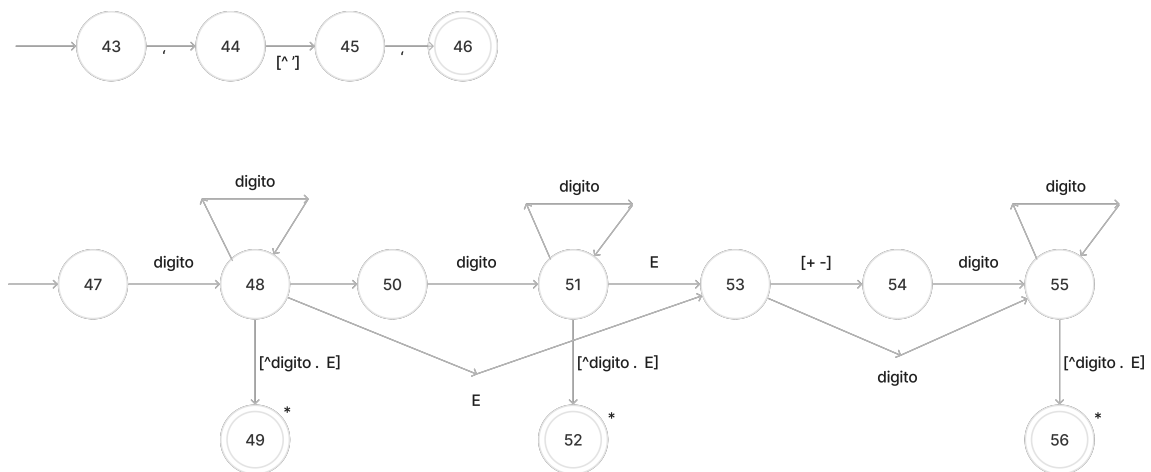 43 44 45 46
‘ [^ ’] ‘
digito digito digito
digito digito E [+ -] digito
47 48 50 51 53 54 55
[^digito . E] [^digito . E] [^digito . E]
digito
E
* * *
49 52 56